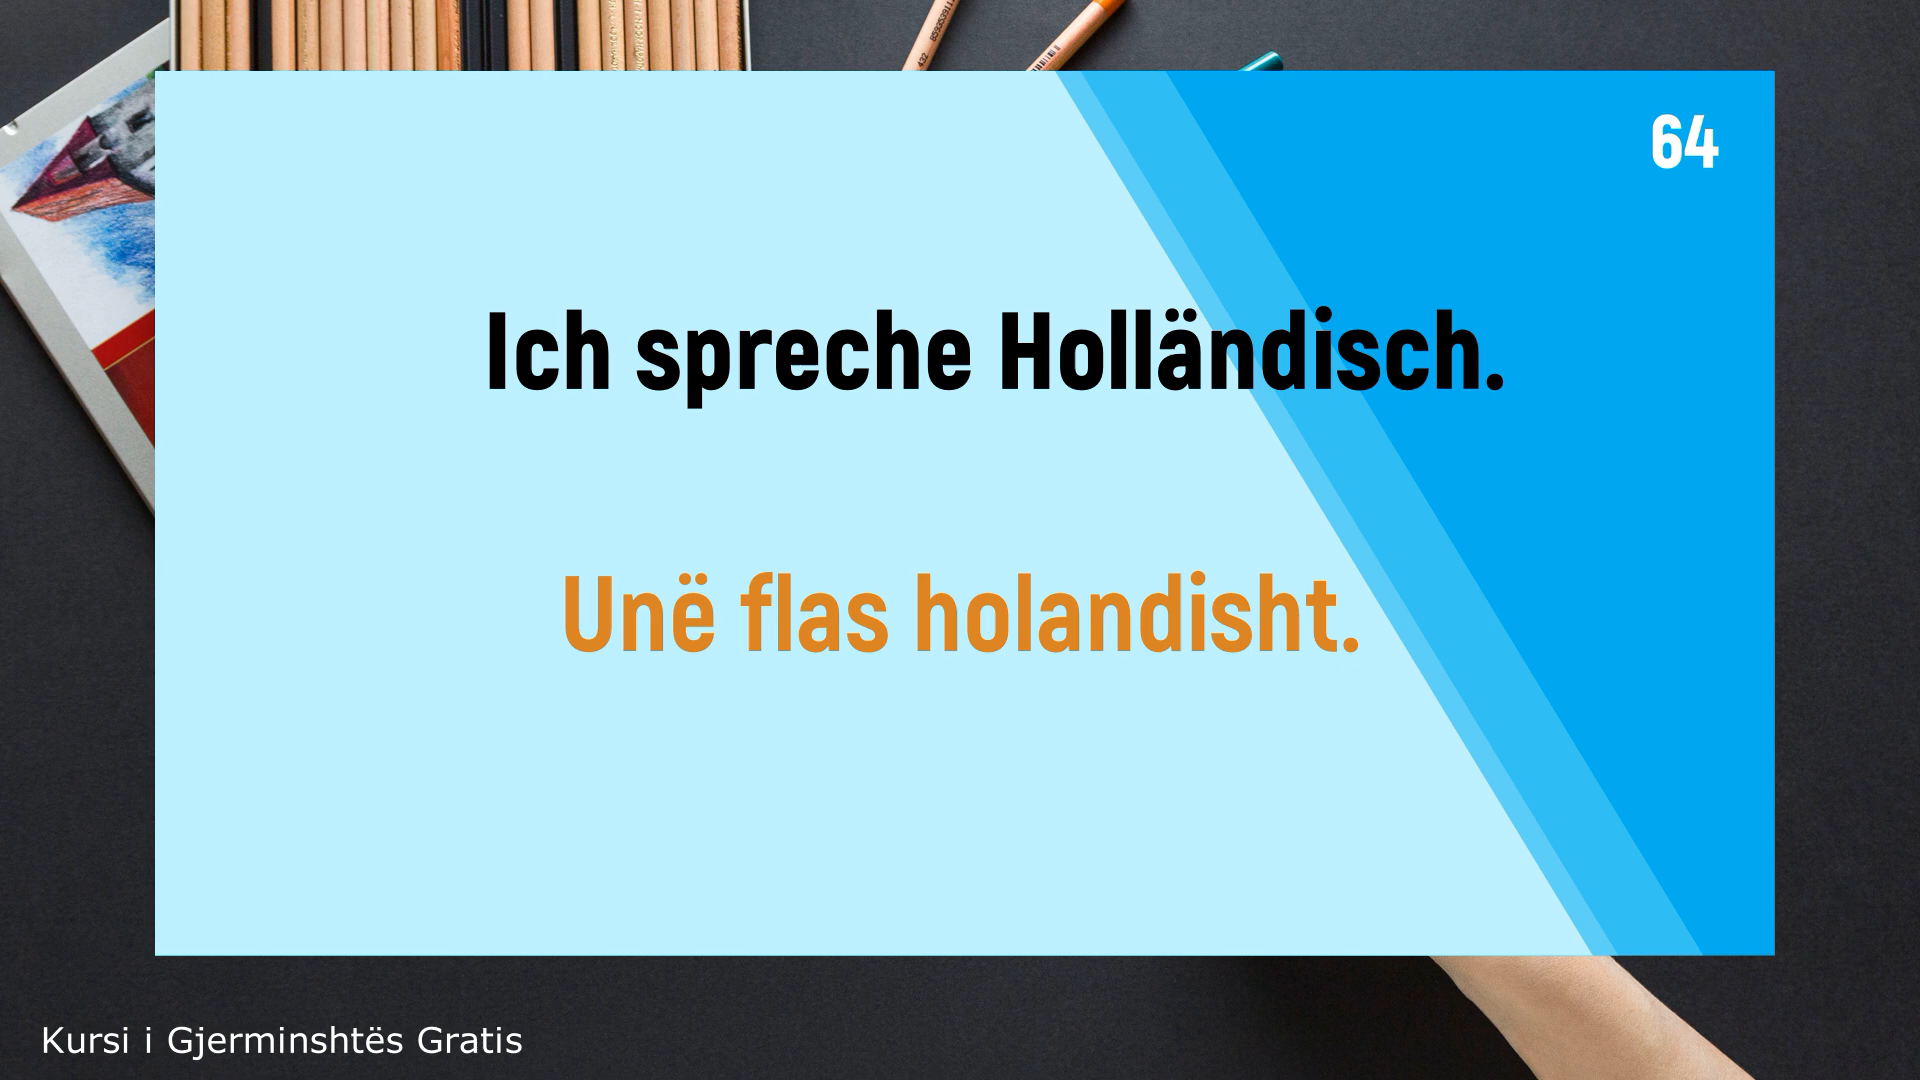 64
Ich spreche Holländisch.
Unë flas holandisht.
Kursi i Gjerminshtës Gratis